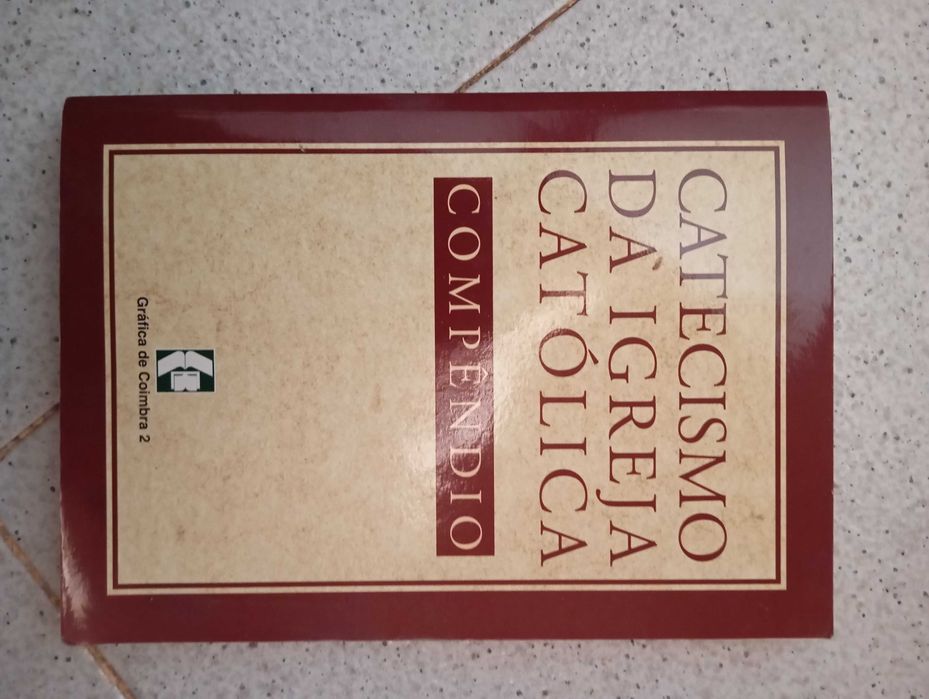 CATECISMO
DA IGREJA
CATÓLICA
COMPÊNDIO
Gráfica de Coimbra 2